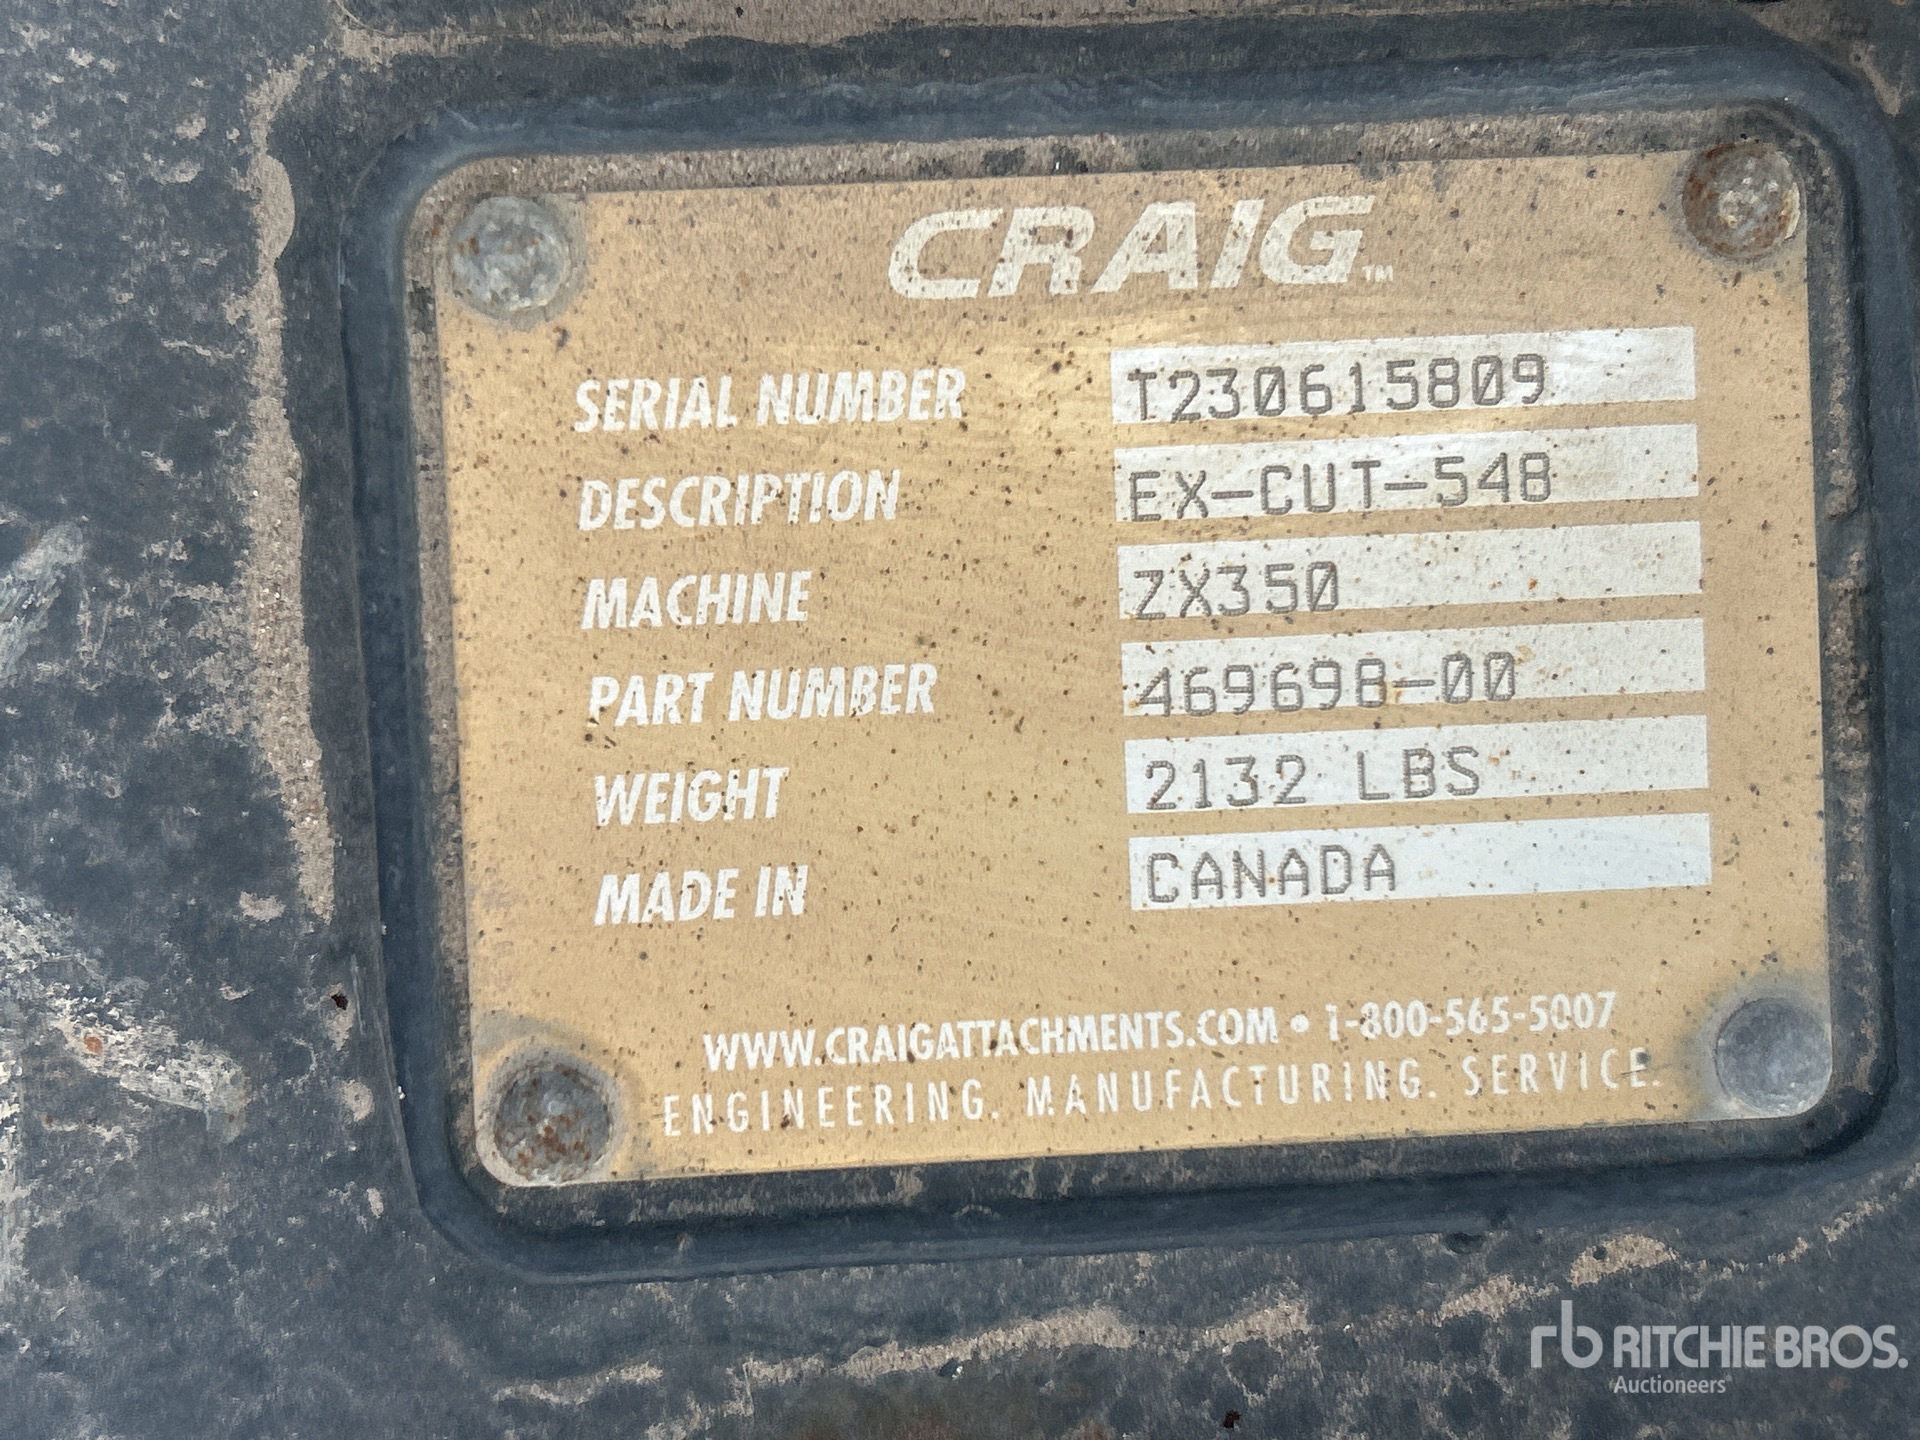 CRAIG™
SERIAL NUMBER T230615809
DESCRIPTION EX-CUT-548
MACHINE ZX350
PART NUMBER 469698-00
WEIGHT 2132 LBS
MADE IN CANADA
WWW.CRAIGATTACHMENTS.COM • 1-800-565-5007
ENGINEERING. MANUFACTURING. SERVICE.
rb RITCHIE BROS.
Auctioneers